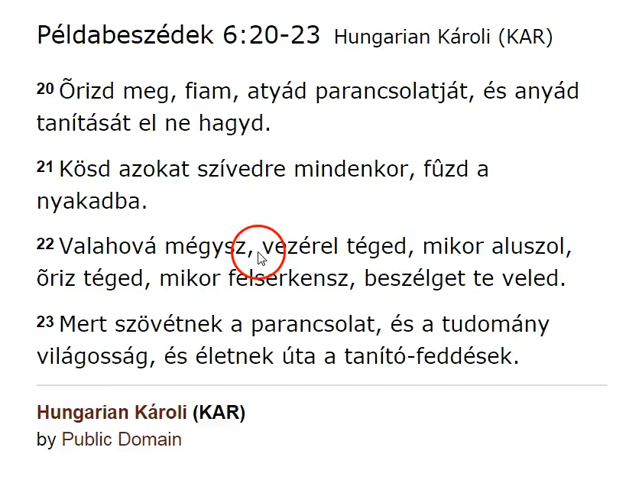 Példabeszédek 6:20-23 Hungarian Károli (KAR)
20 Õrizd meg, fiam, atyád parancsolatját, és anyád
tanítását el ne hagyd.
21 Kösd azokat szívedre mindenkor, fûzd a
nyakadba.
22 Valahová mégysz, vezérel téged, mikor aluszol,
õriz téged, mikor felserkensz, beszélget te veled.
23 Mert szövétnek a parancsolat, és a tudomány
világosság, és életnek úta a tanító-feddések.
Hungarian Károli (KAR)
by Public Domain